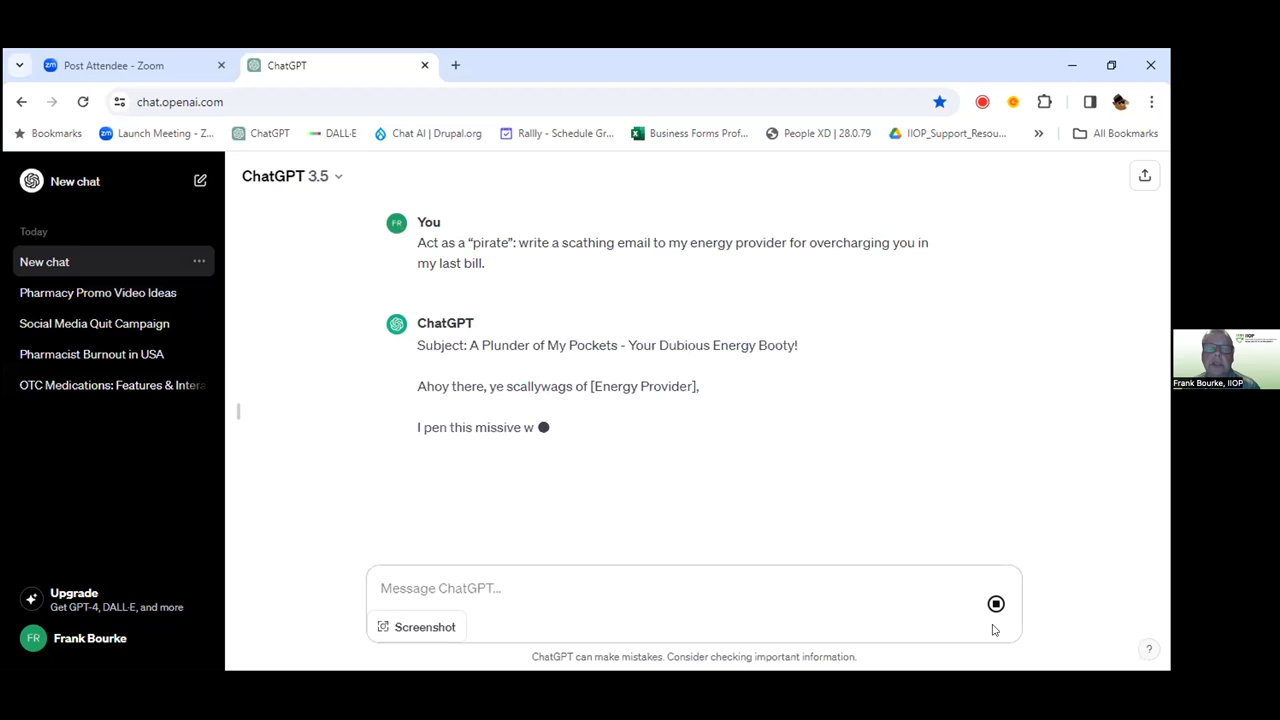 Post Attendee - Zoom
ChatGPT
chat.openai.com
Bookmarks
Launch Meeting - Z...
ChatGPT
DALL·E
Chat AI | Drupal.org
Rallly - Schedule Gr...
Business Forms Prof...
People XD | 28.0.79
IIOP_Support_Resou...
All Bookmarks
New chat
Today
New chat
Pharmacy Promo Video Ideas
Social Media Quit Campaign
Pharmacist Burnout in USA
OTC Medications: Features & Intera
Upgrade
Get GPT-4, DALL·E, and more
FR
Frank Bourke
ChatGPT 3.5
FR
You
Act as a “pirate”: write a scathing email to my energy provider for overcharging you in
my last bill.
ChatGPT
Subject: A Plunder of My Pockets - Your Dubious Energy Booty!
Ahoy there, ye scallywags of [Energy Provider],
I pen this missive w
Message ChatGPT...
Screenshot
ChatGPT can make mistakes. Consider checking important information.
?
IIOP
Frank Bourke, IIOP